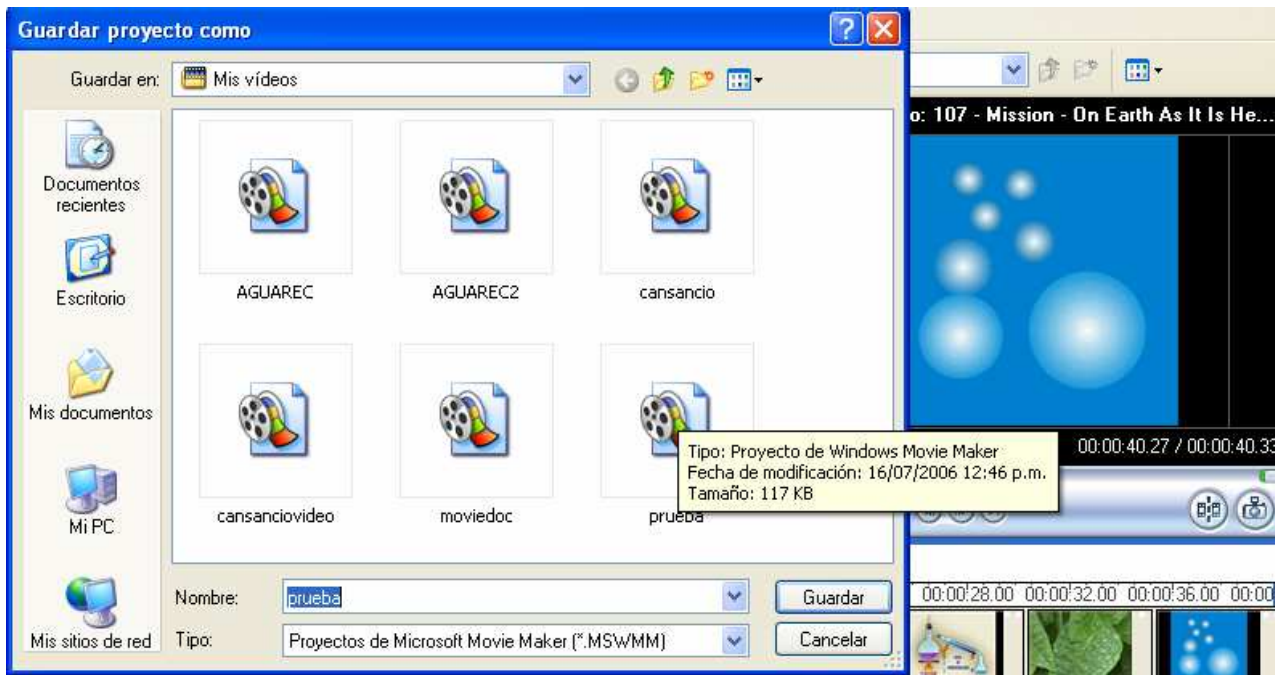 Guardar proyecto como
Guardar en:
Mis vídeos
o: 107 - Mission - On Earth As It Is He...
Documentos
recientes
Escritorio
Mis documentos
Mi PC
Mis sitios de red
AGUAREC
AGUAREC2
cansancio
cansanciovideo
moviedoc
prueba
Tipo: Proyecto de Windows Movie Maker
Fecha de modificación: 16/07/2006 12:46 p.m.
Tamaño: 117 KB
00:00:40.27 / 00:00:40.33
Nombre:
prueba
Guardar
Tipo:
Proyectos de Microsoft Movie Maker (*.MSWMM)
Cancelar
00:00:28.00 00:00:32.00 00:00:36.00 00:00